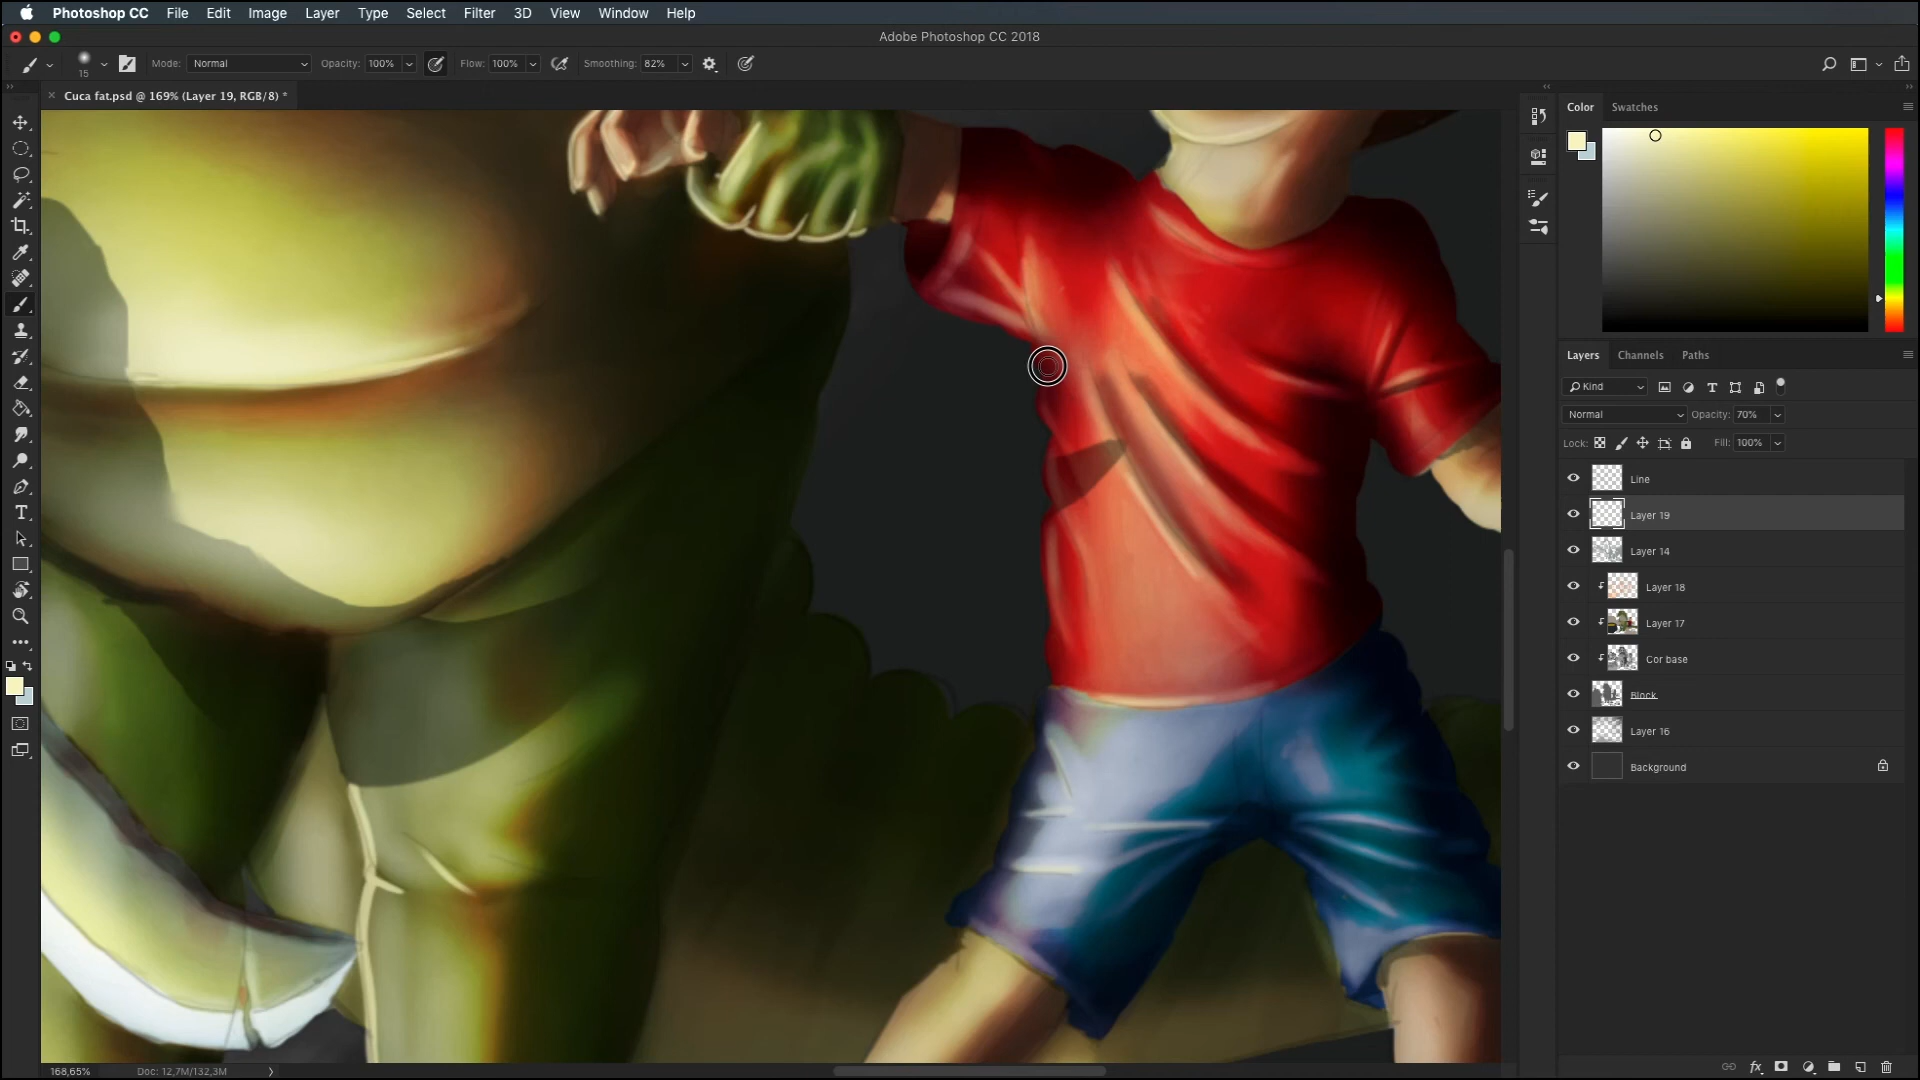 Photoshop CC File Edit Image Layer Type Select Filter 3D View Window Help
Adobe Photoshop CC 2018
15 Mode: Normal Opacity: 100% Flow: 100% Smoothing: 82%
Cuca fat.psd @ 169% (Layer 19, RGB/8) *
Color Swatches
Layers Channels Paths
Kind
Normal Opacity: 70%
Lock: Fill: 100%
Line
Layer 19
Layer 14
Layer 18
Layer 17
Cor base
Block
Layer 16
Background
168,65% Doc: 12,7M/132,3M